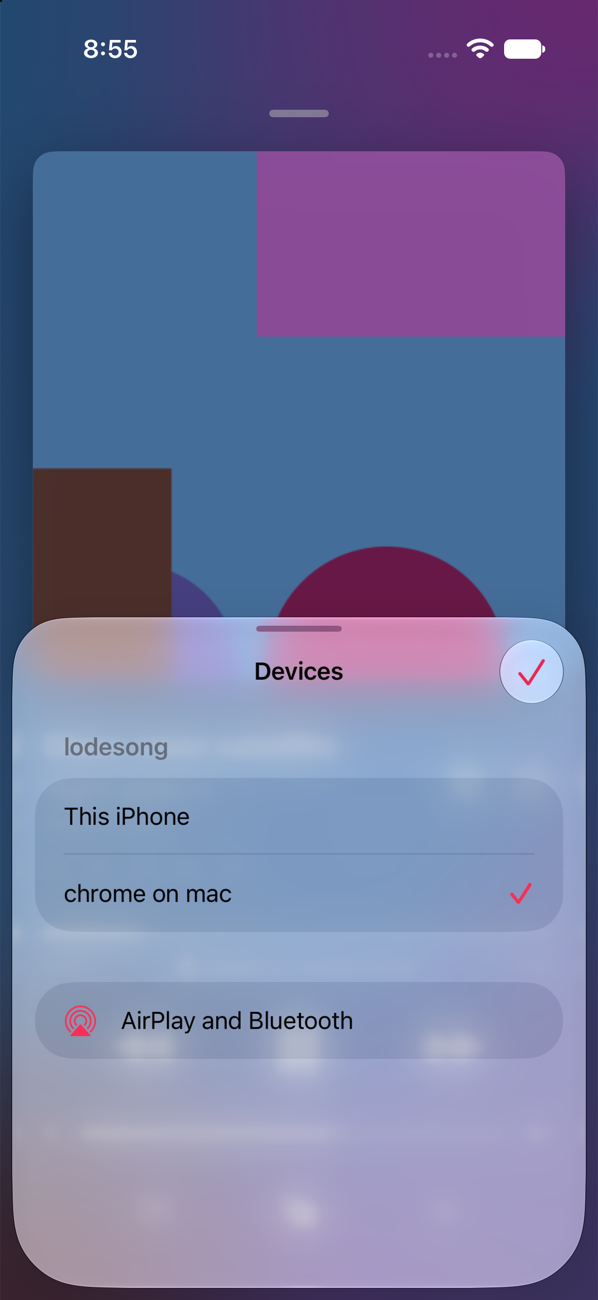 8:55
Devices
lodesong
This iPhone
chrome on mac
AirPlay and Bluetooth